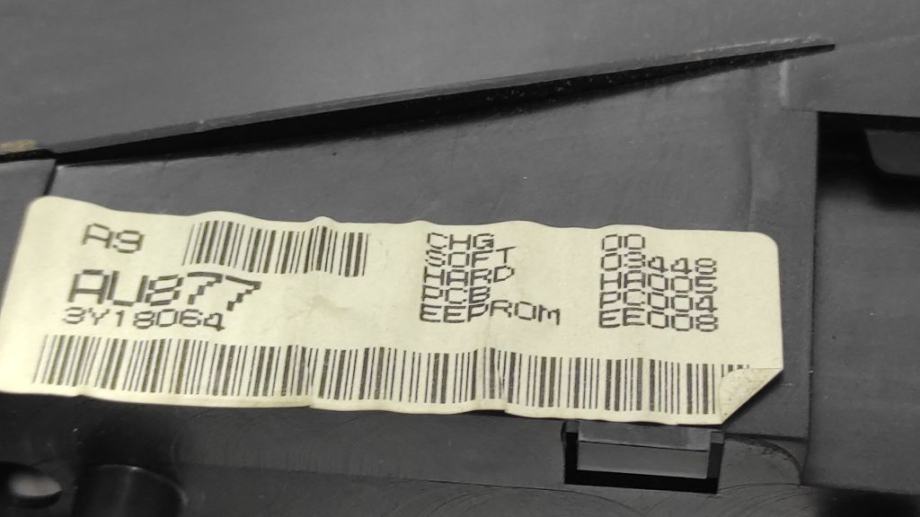 A9
AU877
3Y18064
CHG 00
SOFT 03448
HARD HA005
PCB PC004
EEPROM EE008